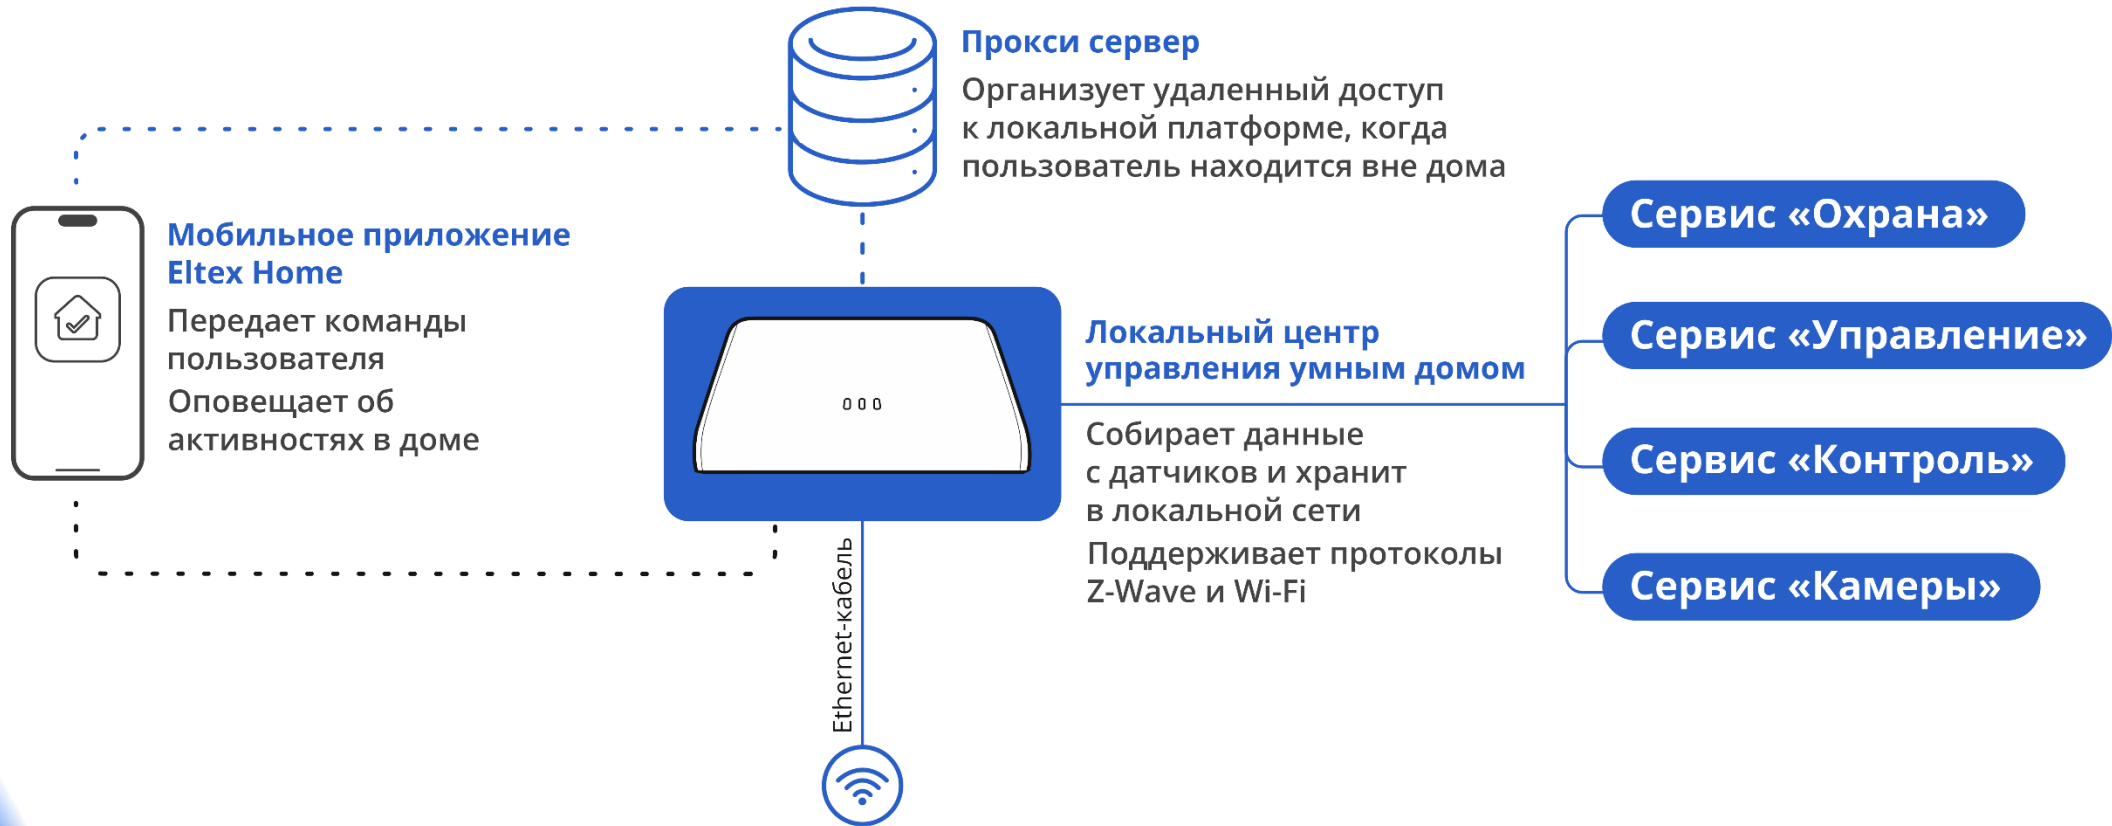 Прокси сервер
Организует удаленный доступ
к локальной платформе, когда
пользователь находится вне дома
Мобильное приложение
Eltex Home
Передает команды
пользователя
Оповещает об
активностях в доме
Локальный центр
управления умным домом
Собирает данные
с датчиков и хранит
в локальной сети
Поддерживает протоколы
Z-Wave и Wi-Fi
Ethernet-кабель
Сервис «Охрана»
Сервис «Управление»
Сервис «Контроль»
Сервис «Камеры»